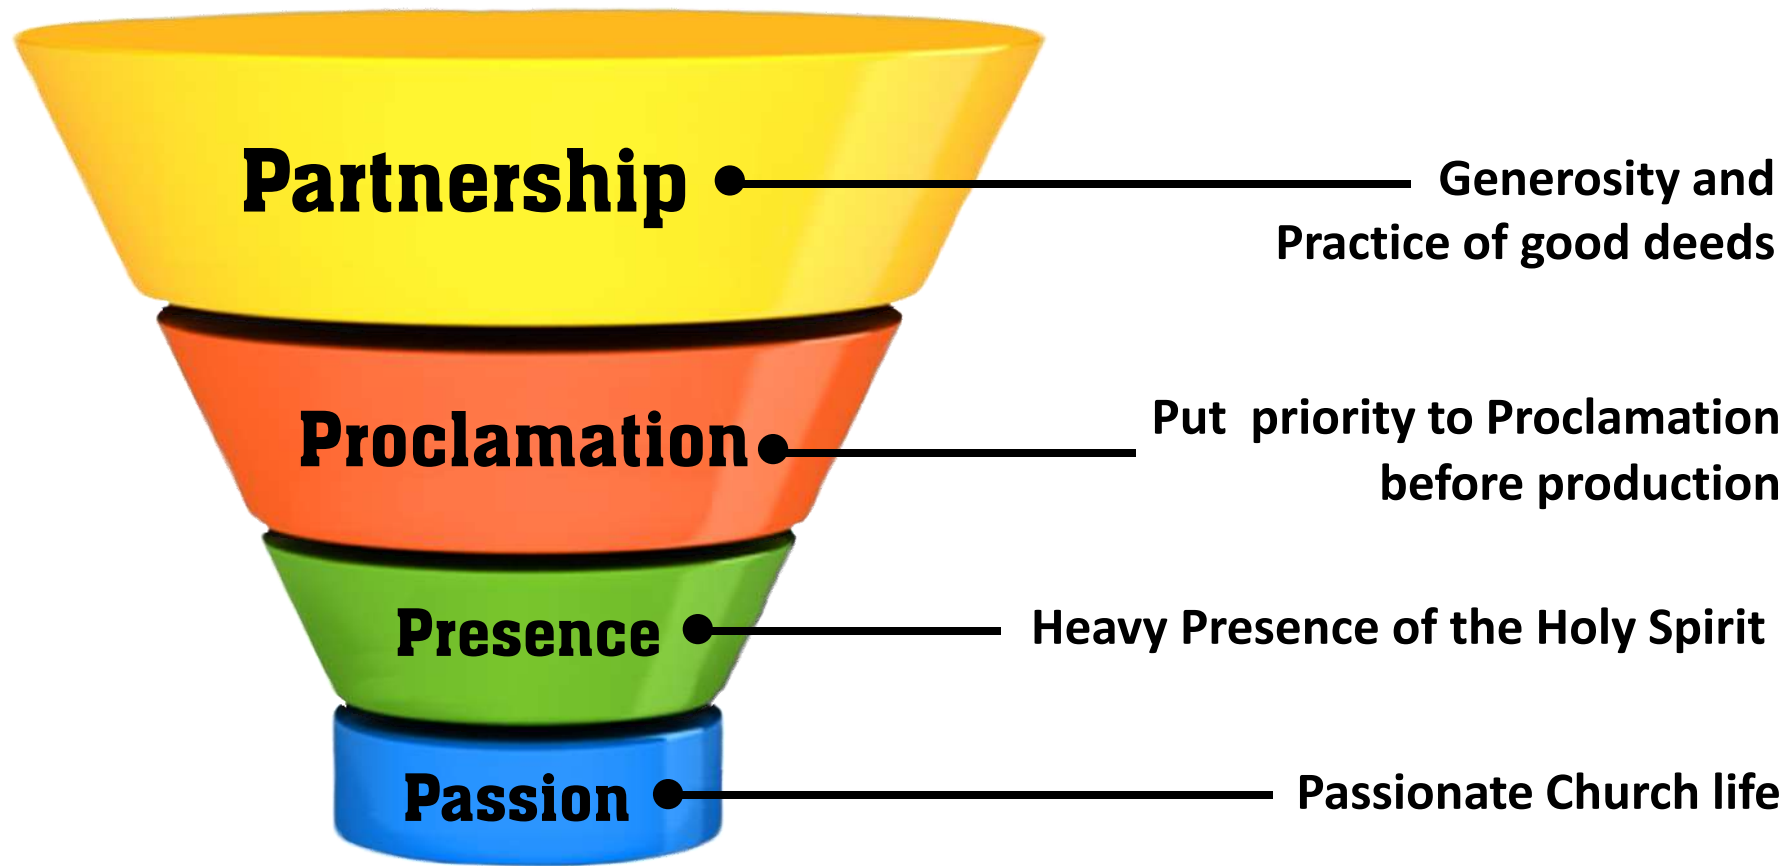 Partnership
Generosity and
Practice of good deeds
Proclamation
Put  priority to Proclamation
before production
Presence
Heavy Presence of the Holy Spirit
Passion
Passionate Church life